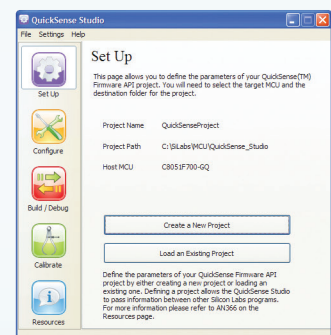 QuickSense Studio
File Settings Help
Set Up
This page allows you to define the parameters of your QuickSense(TM)
Firmware API project. You will need to select the target MCU and the
destination folder for the project.
Set Up
Project Name QuickSenseProject
Project Path C:\SiLabs\MCU\QuickSense_Studio
Configure
Host MCU C8051F700-GQ
Build / Debug
Create a New Project
Load an Existing Project
Calibrate
Define the parameters of your QuickSense Firmware API
project by either creating a new project or loading an
existing one. Defining a project allows the QuickSense Studio
to pass information between other Silicon Labs programs.
For more information please refer to AN366 on the
Resources page.
Resources